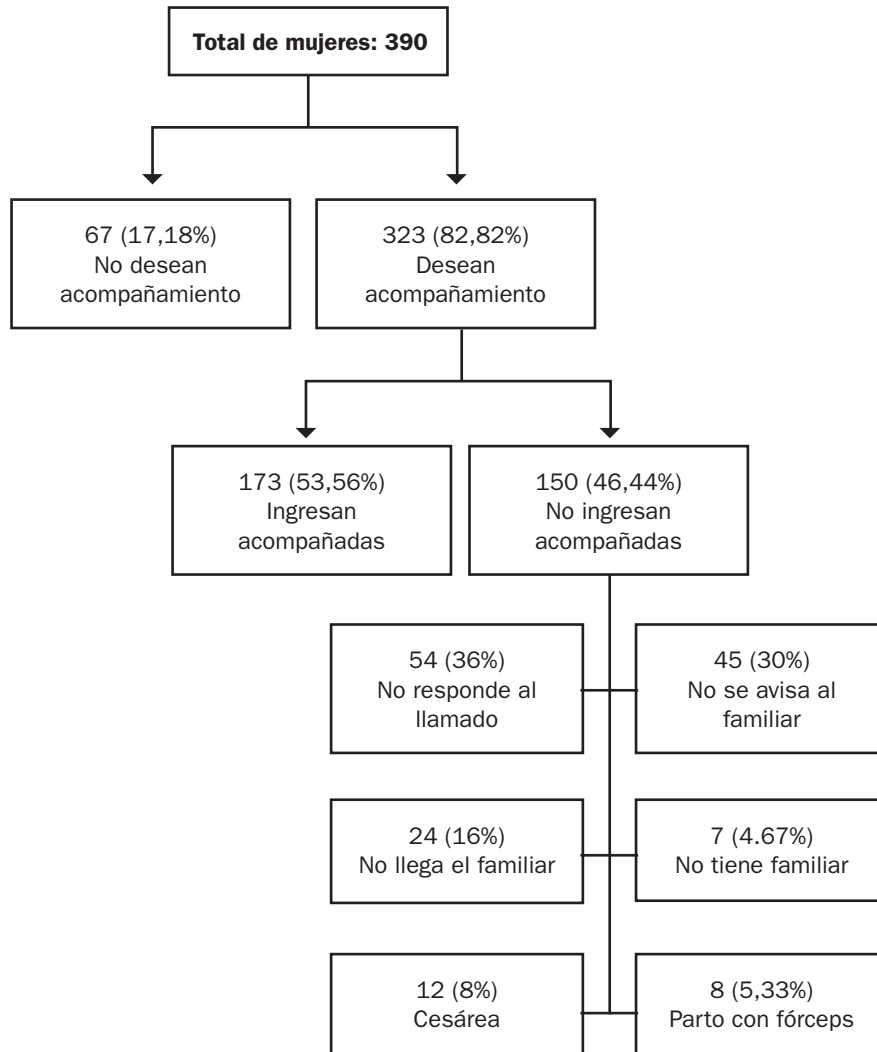 Total de mujeres: 390
67 (17,18%)
No desean
acompañamiento
323 (82,82%)
Desean
acompañamiento
173 (53,56%)
Ingresan
acompañadas
150 (46,44%)
No ingresan
acompañadas
54 (36%)
No responde al
llamado
45 (30%)
No se avisa al
familiar
24 (16%)
No llega el familiar
7 (4.67%)
No tiene familiar
12 (8%)
Cesárea
8 (5,33%)
Parto con fórceps